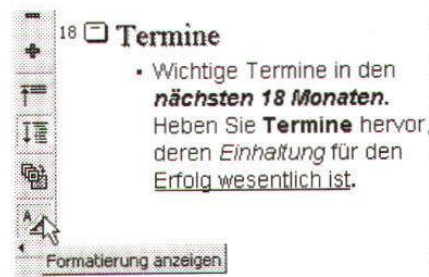 18 Termine
• Wichtige Termine in den
nächsten 18 Monaten.
Heben Sie Termine hervor,
deren Einhaltung für den
Erfolg wesentlich ist.
Formatierung anzeigen